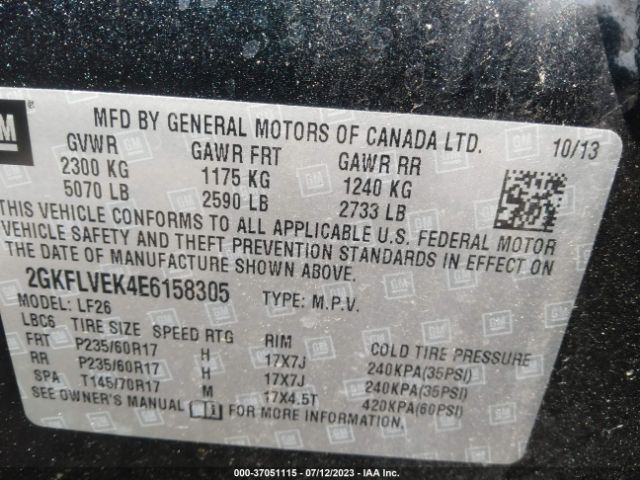 GM ®
MFD BY GENERAL MOTORS OF CANADA LTD. 10/13
GVWR GAWR FRT GAWR RR
2300 KG 1175 KG 1240 KG
5070 LB 2590 LB 2733 LB
THIS VEHICLE CONFORMS TO ALL APPLICABLE U.S. FEDERAL MOTOR
VEHICLE SAFETY AND THEFT PREVENTION STANDARDS IN EFFECT ON
THE DATE OF MANUFACTURE SHOWN ABOVE.
2GKFLVEK4E6158305 TYPE: M.P.V.
MODEL: LF26
LBC6 TIRE SIZE SPEED RTG RIM COLD TIRE PRESSURE
FRT P235/60R17 H 17X7J 240KPA(35PSI)
RR P235/60R17 H 17X7J 240KPA(35PSI)
SPA T145/70R17 M 17X4.5T 420KPA(60PSI)
SEE OWNER'S MANUAL FOR MORE INFORMATION.
000-37051115 - 07/12/2023 - IAA Inc.